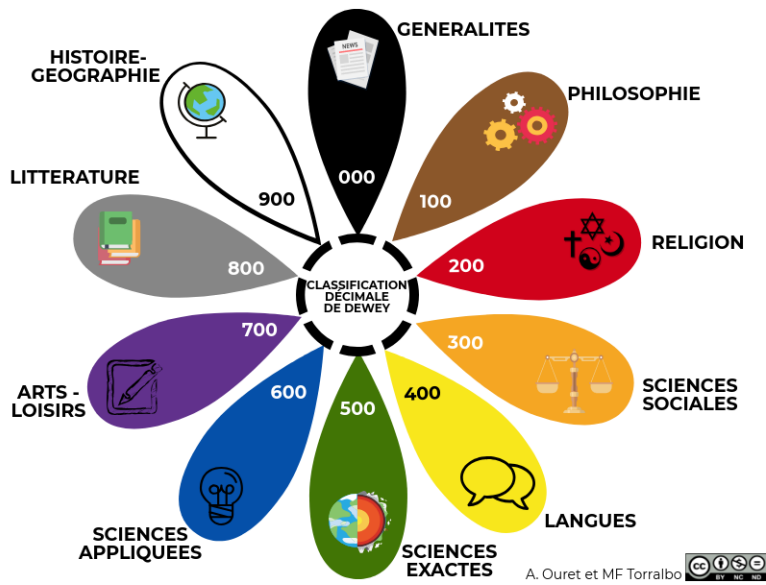 GENERALITES
NEWS
000
PHILOSOPHIE
100
RELIGION
200
SCIENCES
SOCIALES
300
LANGUES
400
SCIENCES
EXACTES
500
SCIENCES
APPLIQUEES
600
ARTS -
LOISIRS
700
LITTERATURE
800
HISTOIRE-
GEOGRAPHIE
900
CLASSIFICATION
DÉCIMALE
DE DEWEY
A. Ouret et MF Torralbo
cc
BY NC ND